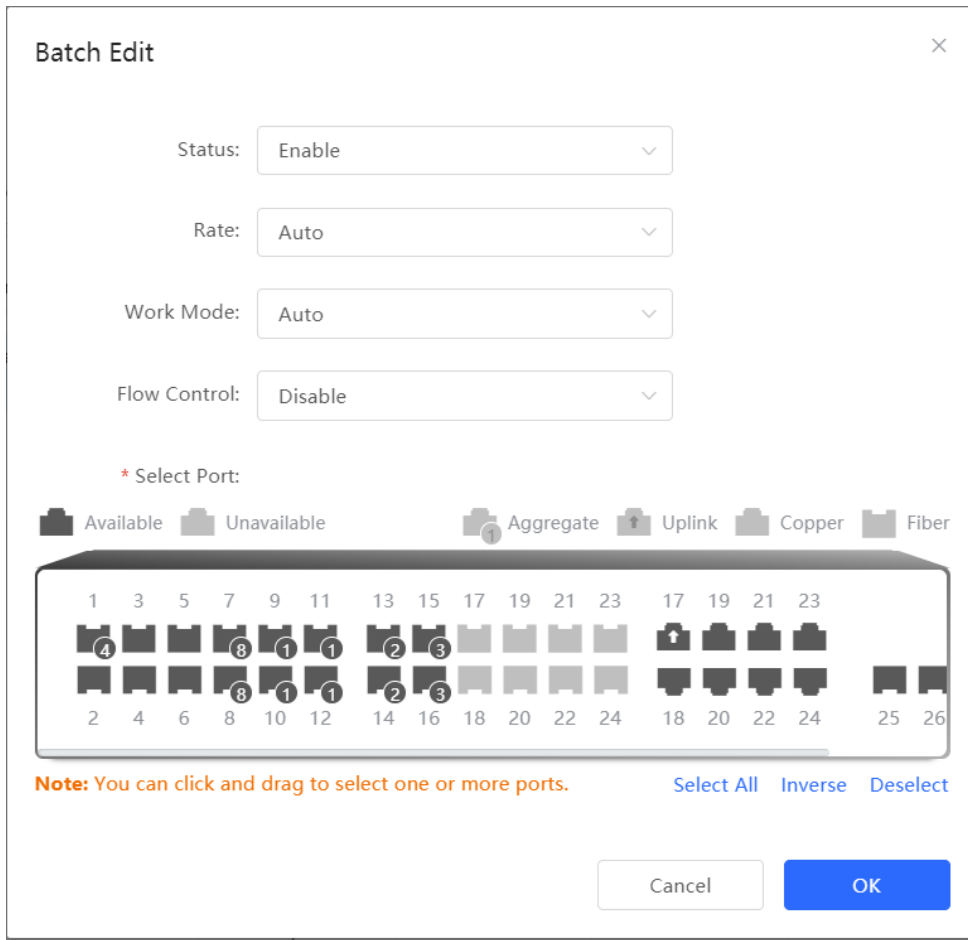 Batch Edit
Status: Enable
Rate: Auto
Work Mode: Auto
Flow Control: Disable
* Select Port:
Available Unavailable 1 Aggregate Uplink Copper Fiber
1 3 5 7 9 11 13 15 17 19 21 23 17 19 21 23
4 8 1 1 2 3
8 1 1 2 3
2 4 6 8 10 12 14 16 18 20 22 24 18 20 22 24 25 26
Note: You can click and drag to select one or more ports. Select All Inverse Deselect
Cancel OK